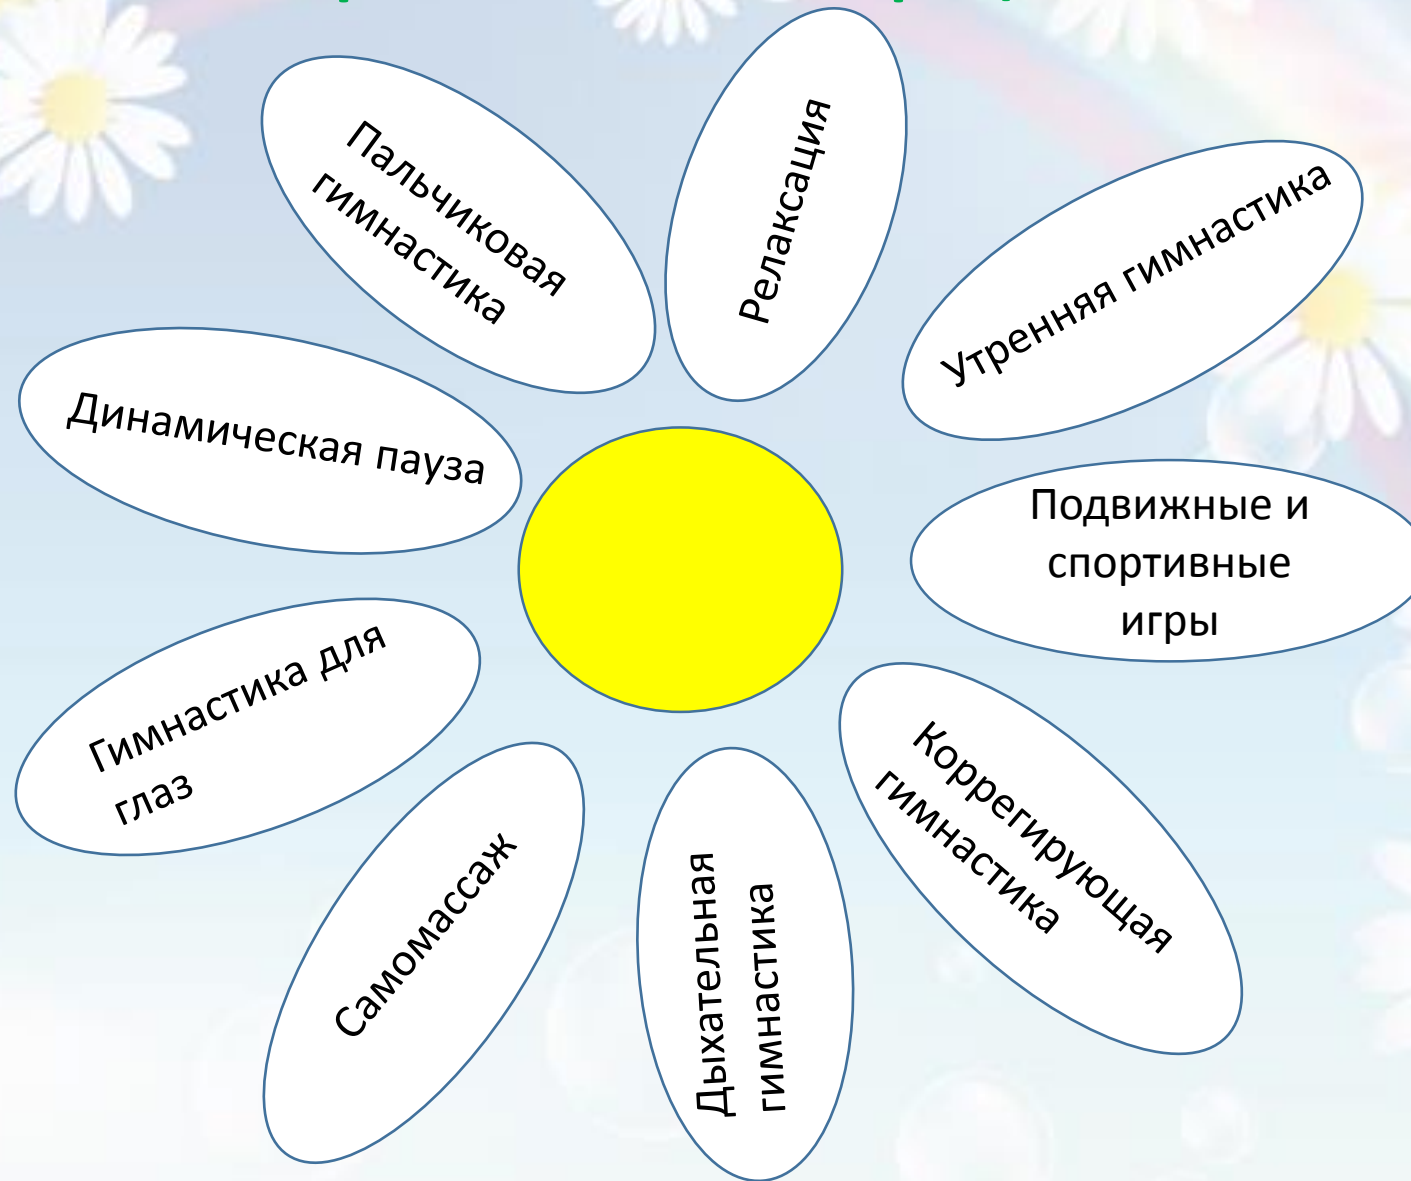 Пальчиковая
гимнастика
Релаксация
Утренняя гимнастика
Динамическая пауза
Подвижные и
спортивные
игры
Гимнастика для
глаз
Самомассаж
Дыхательная
гимнастика
Коррегирующая
гимнастика